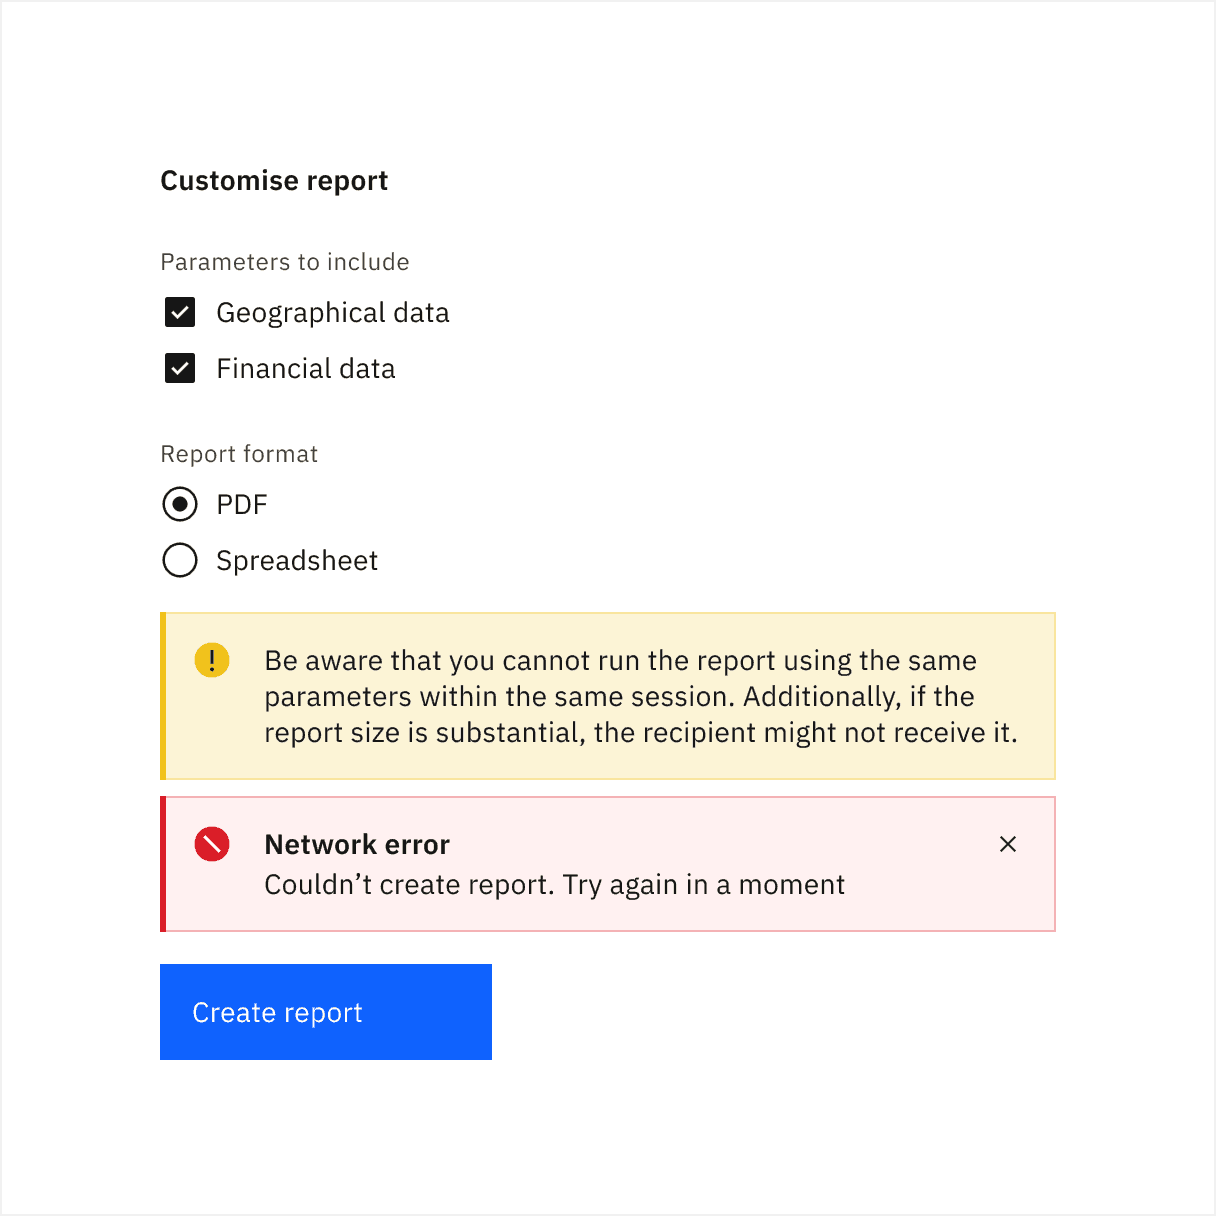 Customise report
Parameters to include
Geographical data
Financial data
Report format
PDF
Spreadsheet
Be aware that you cannot run the report using the same
parameters within the same session. Additionally, if the
report size is substantial, the recipient might not receive it.
Network error
Couldn’t create report. Try again in a moment
Create report